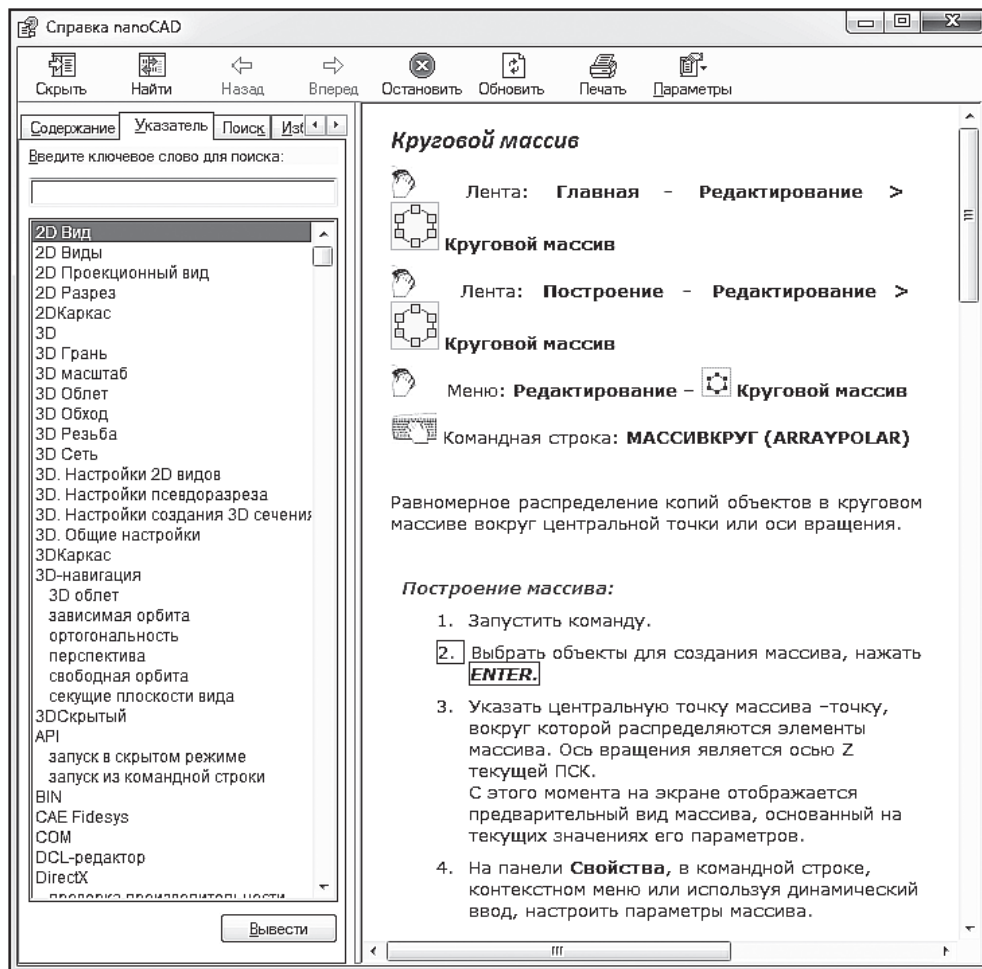 Справка nanoCAD
Скрыть Найти Назад Вперед Остановить Обновить Печать Параметры
Содержание Указатель Поиск Изб
Введите ключевое слово для поиска:
2D Вид
2D Виды
2D Проекционный вид
2D Разрез
2DКаркас
3D
3D Грань
3D масштаб
3D Облет
3D Обход
3D Резьба
3D Сеть
3D. Настройки 2D видов
3D. Настройки псевдоразреза
3D. Настройки создания 3D сечения
3D. Общие настройки
3DКаркас
3D-навигация
3D облет
зависимая орбита
ортогональность
перспектива
свободная орбита
секущие плоскости вида
3DСкрытый
API
запуск в скрытом режиме
запуск из командной строки
BIN
CAE Fidesys
COM
DCL-редактор
DirectX
Вывести
Круговой массив
Лента: Главная – Редактирование >
Круговой массив
Лента: Построение – Редактирование >
Круговой массив
Меню: Редактирование – Круговой массив
Командная строка: МАССИВКРУГ (ARRAYPOLAR)
Равномерное распределение копий объектов в круговом
массиве вокруг центральной точки или оси вращения.
Построение массива:
1. Запустить команду.
2. Выбрать объекты для создания массива, нажать
ENTER.
3. Указать центральную точку массива –точку,
вокруг которой распределяются элементы
массива. Ось вращения является осью Z
текущей ПСК.
С этого момента на экране отображается
предварительный вид массива, основанный на
текущих значениях его параметров.
4. На панели Свойства, в командной строке,
контекстном меню или используя динамический
ввод, настроить параметры массива.